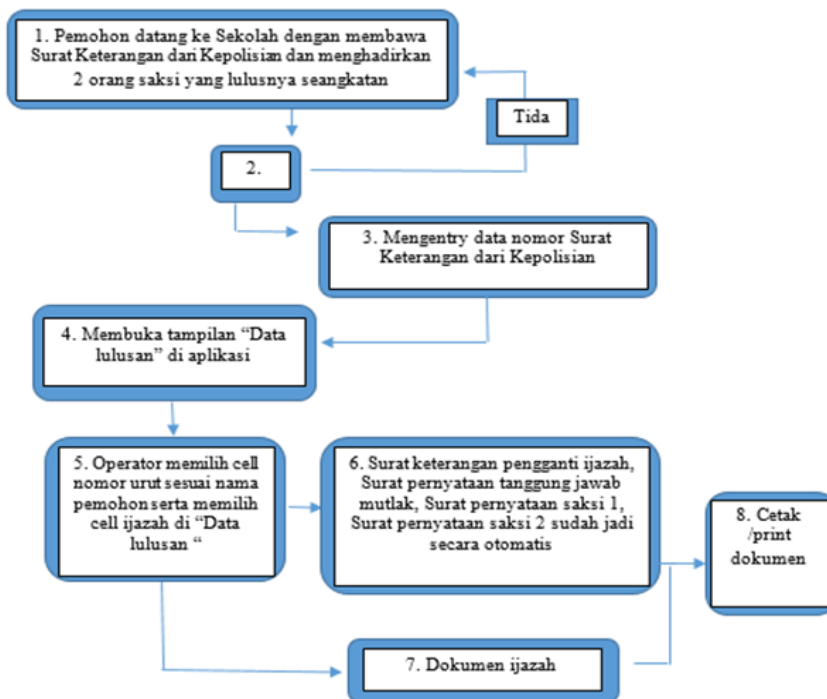 1. Pemohon datang ke Sekolah dengan membawa
Surat Keterangan dari Kepolisian dan menghadirkan
2 orang saksi yang lulusnya seangkatan
Tida
2.
3. Mengentry data nomor Surat
Keterangan dari Kepolisian
4. Membuka tampilan “Data
lulusan” di aplikasi
5. Operator memilih cell
nomor urut sesuai nama
pemohon serta memilih
cell ijazah di “Data
lulusan “
6. Surat keterangan pengganti ijazah,
Surat pernyataan tanggung jawab
mutlak, Surat pernyataan saksi 1,
Surat pernyataan saksi 2 sudah jadi
secara otomatis
7. Dokumen ijazah
8. Cetak
/print
dokumen